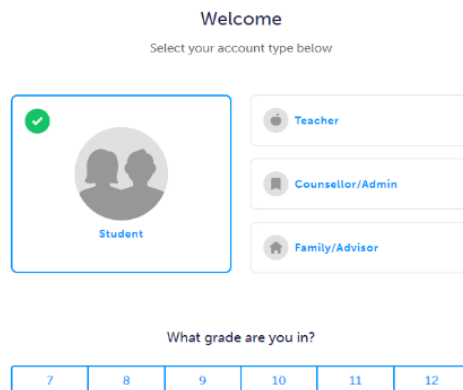 Welcome
Select your account type below
Student
Teacher
Counsellor/Admin
Family/Advisor
What grade are you in?
7 8 9 10 11 12